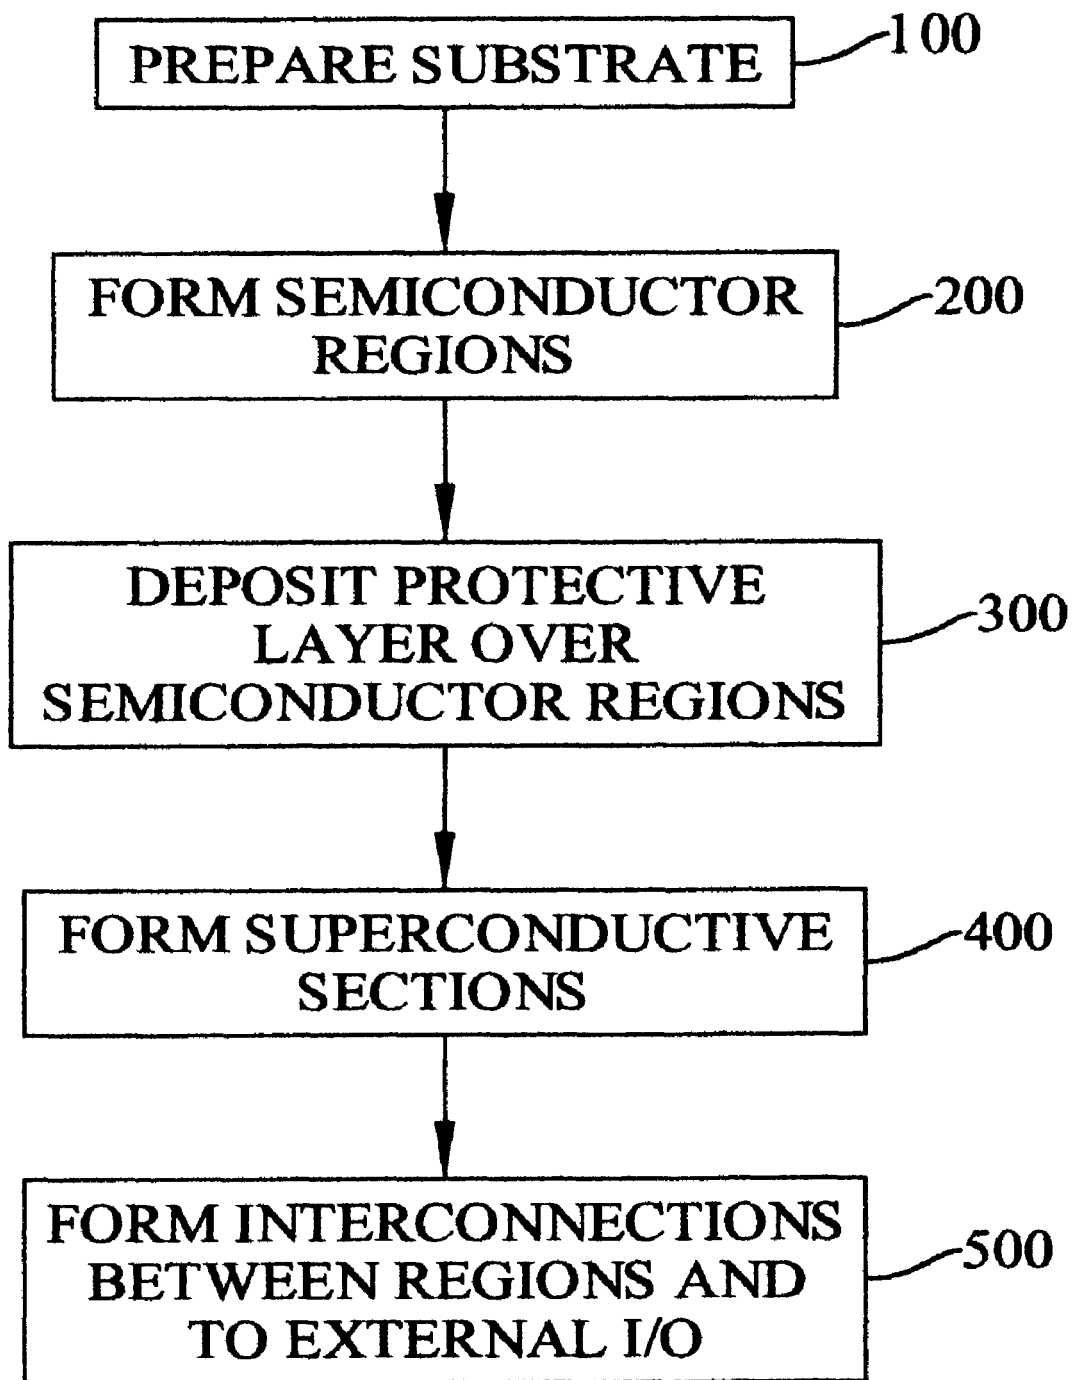 PREPARE SUBSTRATE
100
FORM SEMICONDUCTOR
REGIONS
200
DEPOSIT PROTECTIVE
LAYER OVER
SEMICONDUCTOR REGIONS
300
FORM SUPERCONDUCTIVE
SECTIONS
400
FORM INTERCONNECTIONS
BETWEEN REGIONS AND
TO EXTERNAL I/O
500